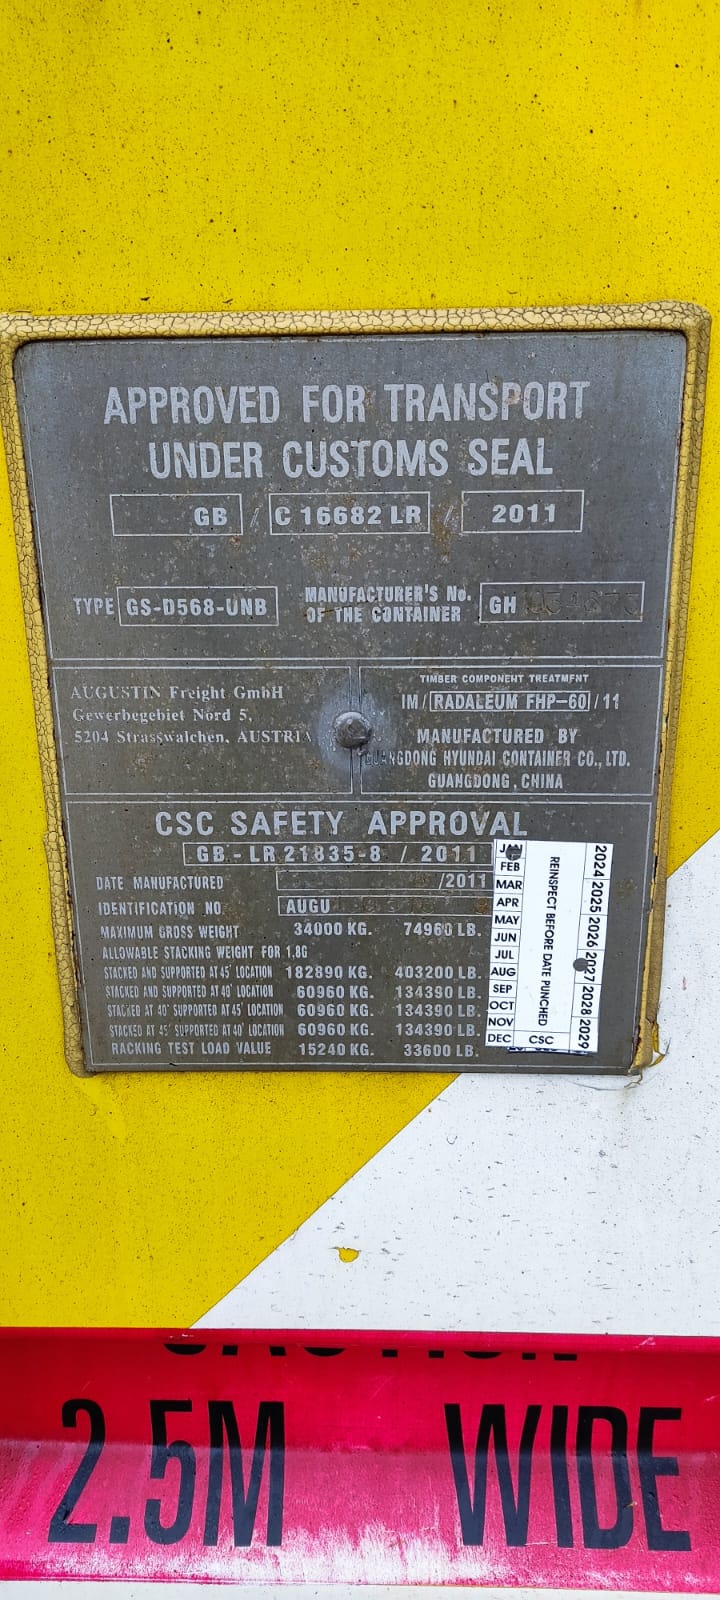 APPROVED FOR TRANSPORT
UNDER CUSTOMS SEAL
GB / C 16682 LR / 2011
TYPE GS-D568-UNB
MANUFACTURER'S No.
OF THE CONTAINER
GH
AUGUSTIN Freight GmbH
Gewerbegebiet Nord 5,
5204 Strasswalchen, AUSTRIA
TIMBER COMPONENT TREATMENT
IM / RADALEUM FHP-60 / 11
MANUFACTURED BY
GUANGDONG HYUNDAI CONTAINER CO., LTD.
GUANGDONG, CHINA
CSC SAFETY APPROVAL
GB - LR 21835-8 / 2011
DATE MANUFACTURED /2011
IDENTIFICATION NO. AUGU
MAXIMUM GROSS WEIGHT 34000 KG. 74960 LB.
ALLOWABLE STACKING WEIGHT FOR 1.8G
STACKED AND SUPPORTED AT 45' LOCATION 182890 KG. 403200 LB.
STACKED AND SUPPORTED AT 40' LOCATION 60960 KG. 134390 LB.
STACKED AT 40' SUPPORTED AT 45' LOCATION 60960 KG. 134390 LB.
STACKED AT 45' SUPPORTED AT 40' LOCATION 60960 KG. 134390 LB.
RACKING TEST LOAD VALUE 15240 KG. 33600 LB.
JAN
FEB
MAR
APR
MAY
JUN
JUL
AUG
SEP
OCT
NOV
DEC
REINSPECT BEFORE DATE PUNCHED
CSC
2024 2025 2026 2027 2028 2029
CAUTION
2.5M WIDE